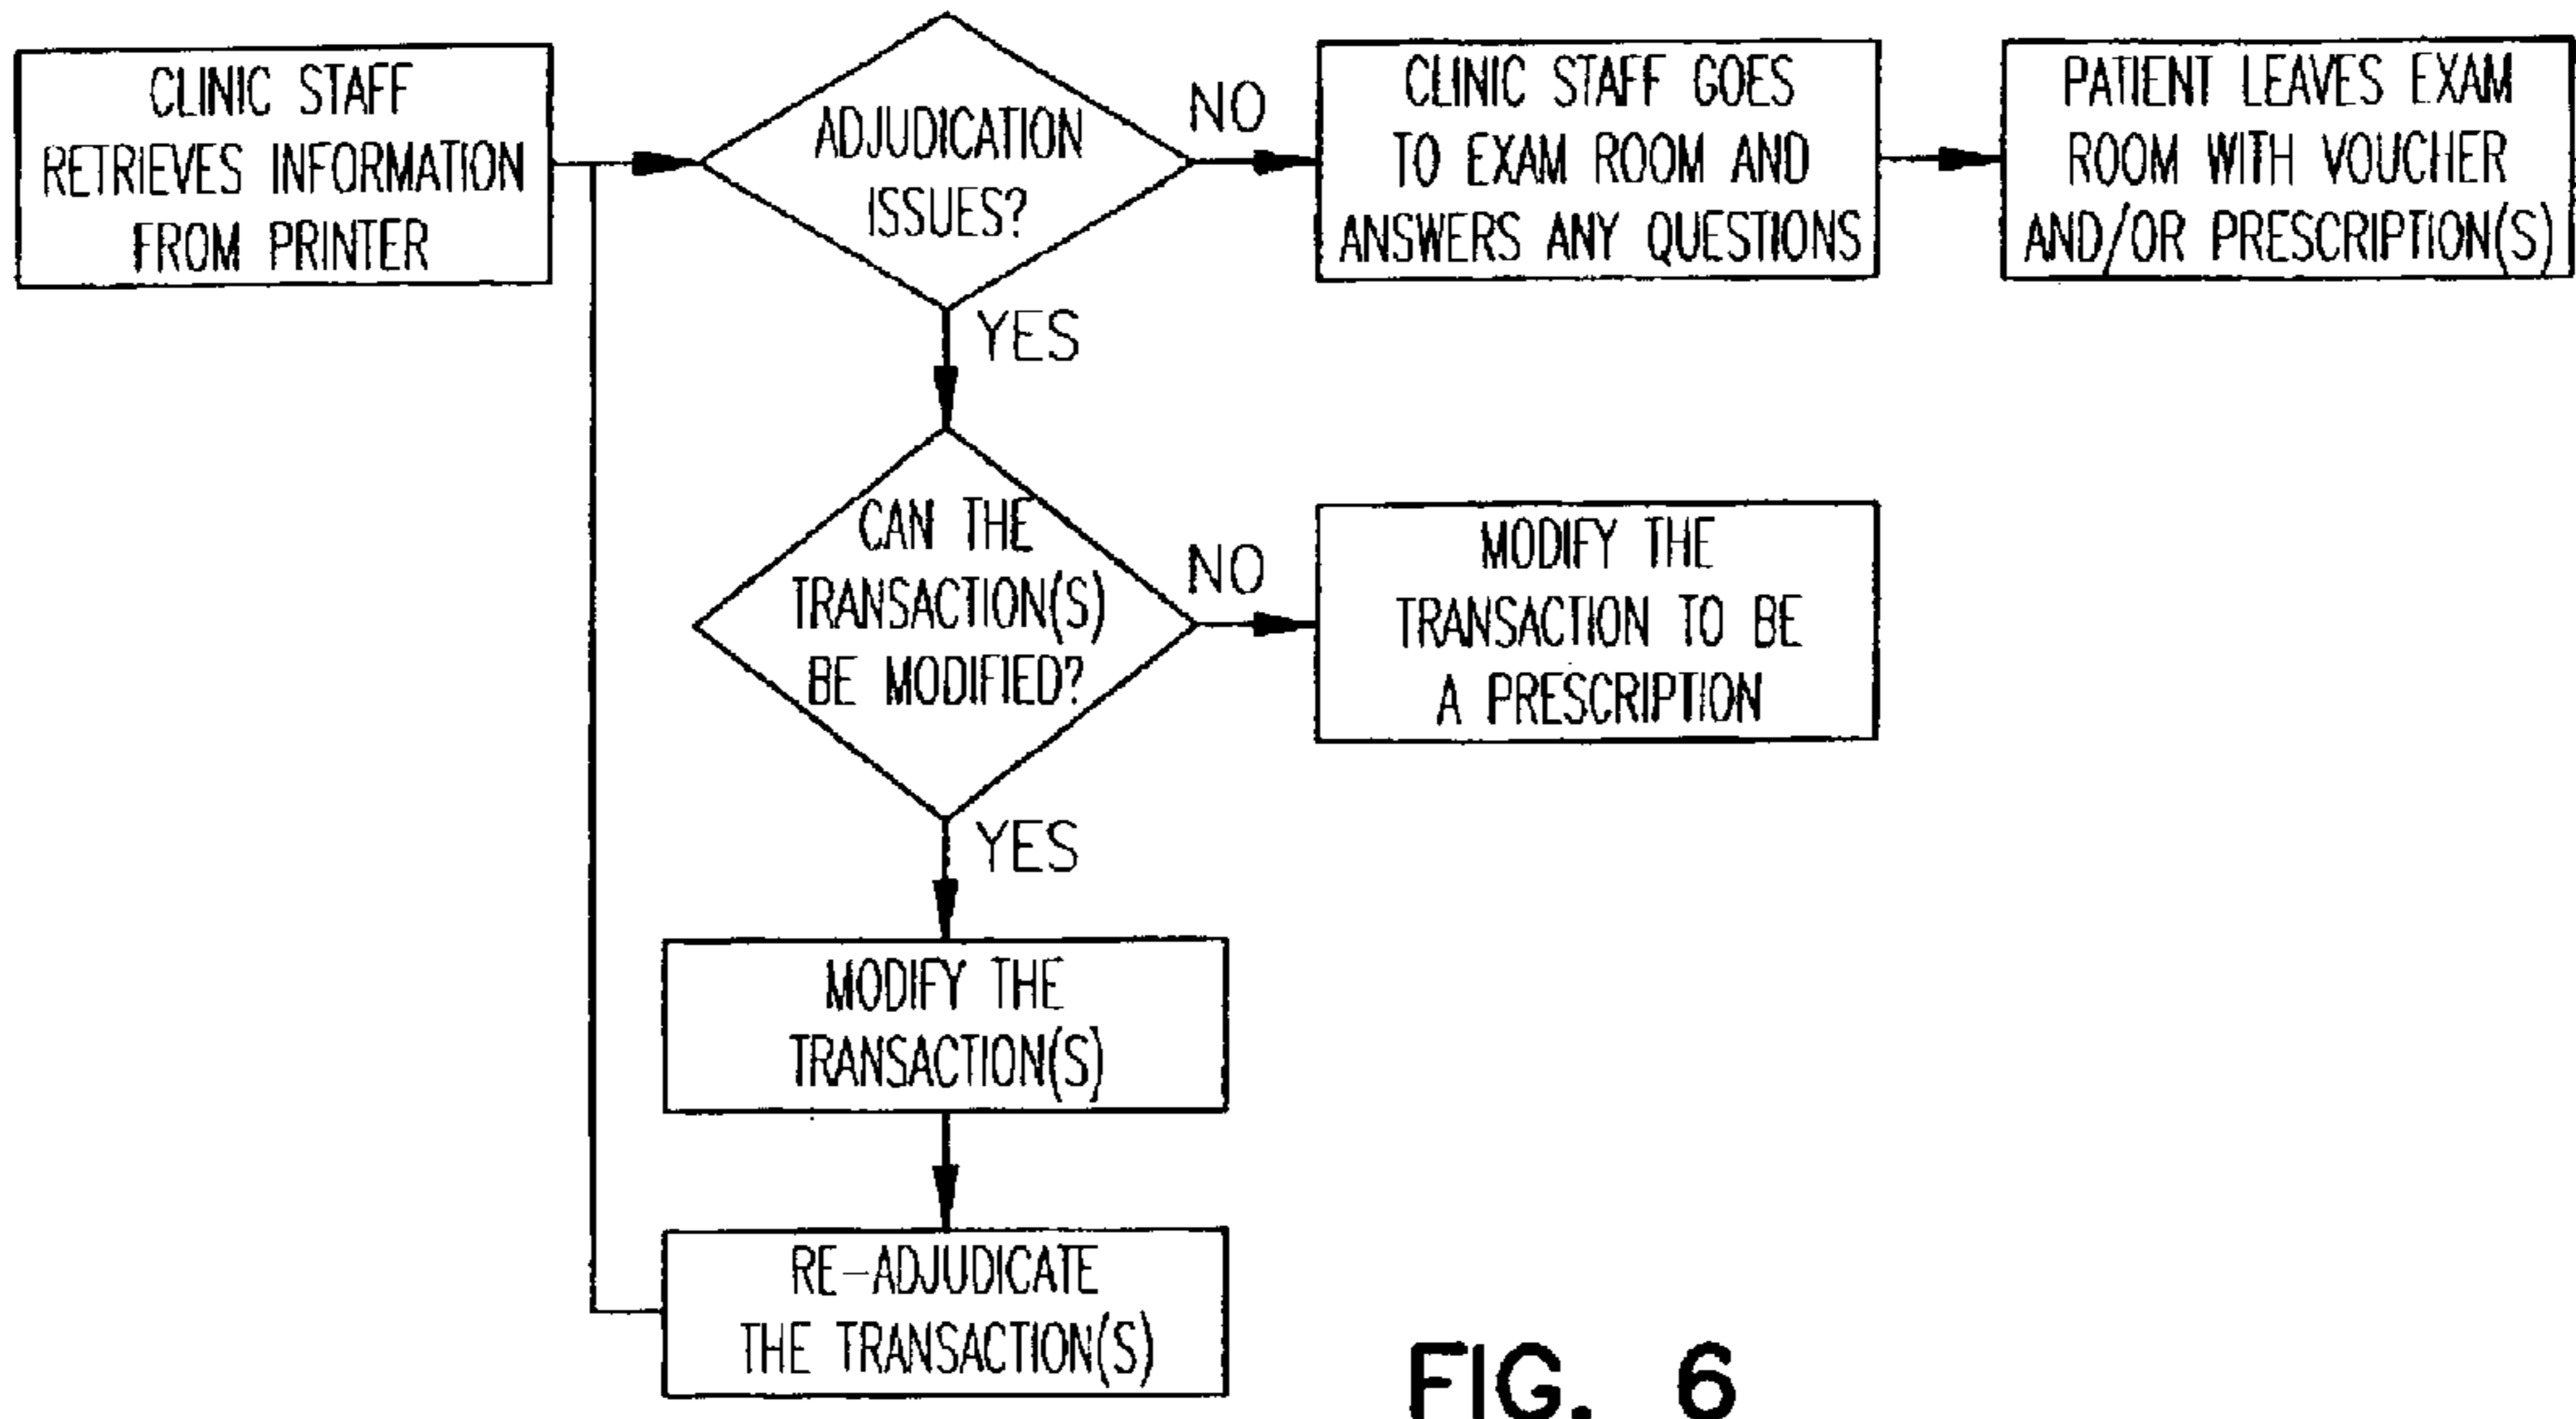 CLINIC STAFF
RETRIEVES INFORMATION
FROM PRINTER
ADJUDICATION
ISSUES?
NO
CLINIC STAFF GOES
TO EXAM ROOM AND
ANSWERS ANY QUESTIONS
PATIENT LEAVES EXAM
ROOM WITH VOUCHER
AND/OR PRESCRIPTION(S)
YES
CAN THE
TRANSACTION(S)
BE MODIFIED?
NO
MODIFY THE
TRANSACTION TO BE
A PRESCRIPTION
YES
MODIFY THE
TRANSACTION(S)
RE-ADJUDICATE
THE TRANSACTION(S)
FIG. 6